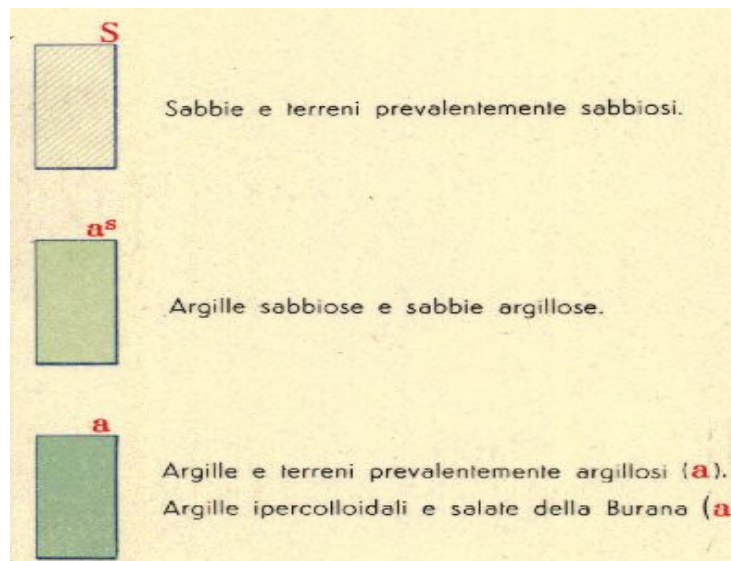 S
Sabbie e terreni prevalentemente sabbiosi.
aˢ
Argille sabbiose e sabbie argillose.
a
Argille e terreni prevalentemente argillosi (a).
Argille ipercolloidali e salate della Burana (a